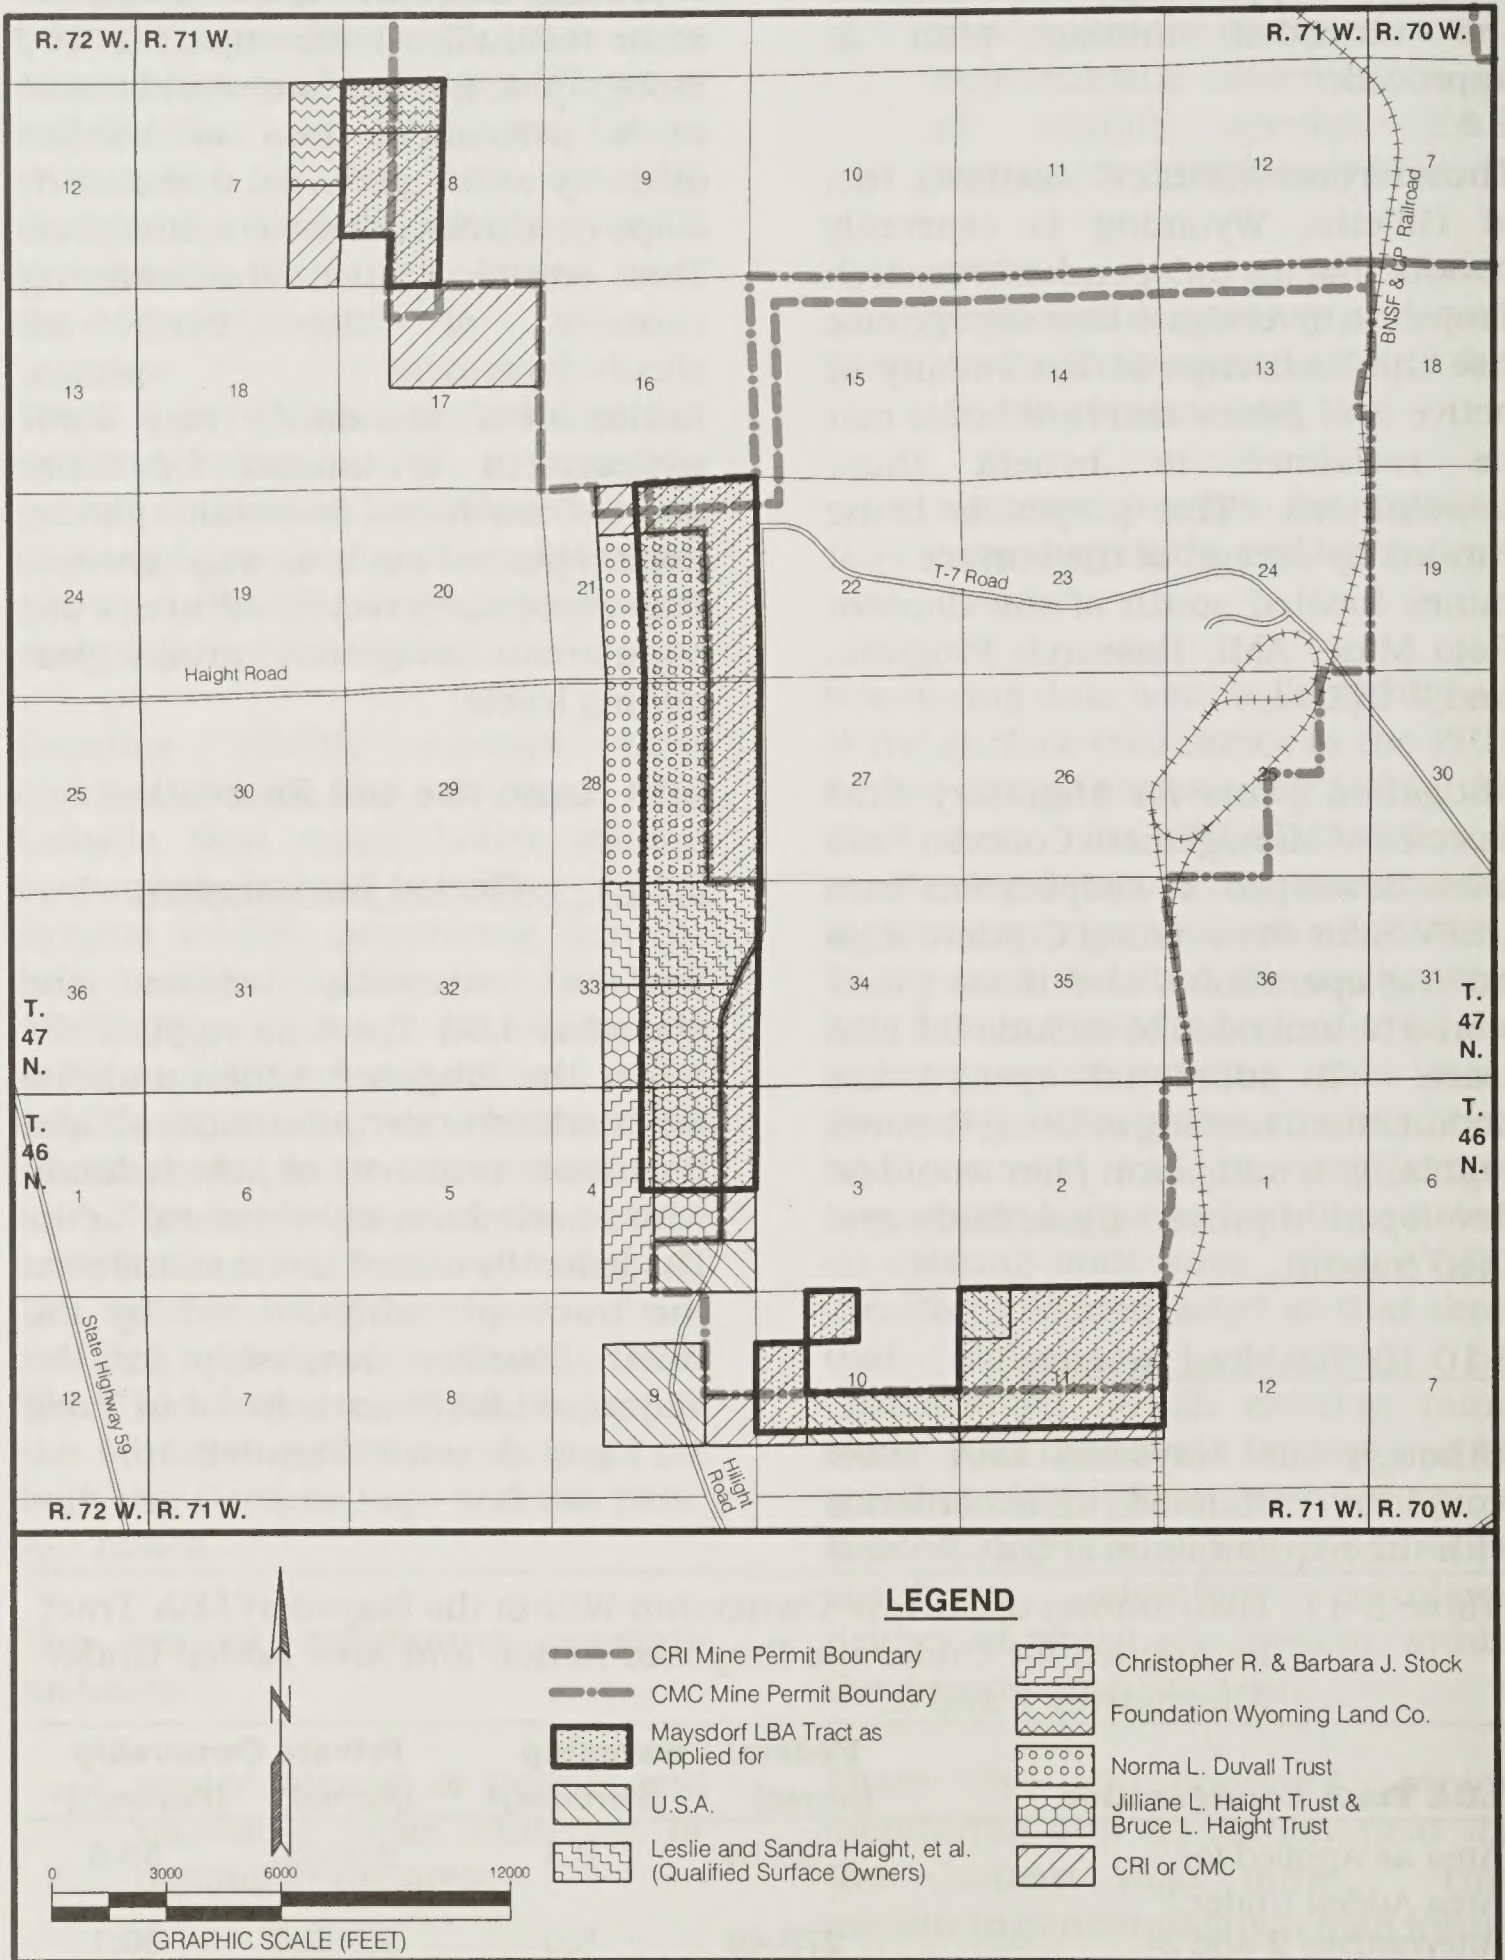 R. 72 W. R. 71 W.
R. 71 W. R. 70 W.
12 7 8 9 10 11 12 7
BNSF & UP Railroad
13 18 17 16 15 14 13 18
24 19 20 21 22 23 24 19
T-7 Road
Haight Road
25 30 29 28 27 26 25 30
36 31 32 33 34 35 36 31
T.
47
N.
T.
47
N.
T.
46
N.
T.
46
N.
1 6 5 4 3 2 1 6
State Highway 59
12 7 8 9 10 11 12 7
Hilight
Road
R. 72 W. R. 71 W.
R. 71 W. R. 70 W.
N
LEGEND
CRI Mine Permit Boundary
CMC Mine Permit Boundary
Maysdorf LBA Tract as
Applied for
U.S.A.
Leslie and Sandra Haight, et al.
(Qualified Surface Owners)
Christopher R. & Barbara J. Stock
Foundation Wyoming Land Co.
Norma L. Duvall Trust
Jilliane L. Haight Trust &
Bruce L. Haight Trust
CRI or CMC
0 3000 6000 12000
GRAPHIC SCALE (FEET)